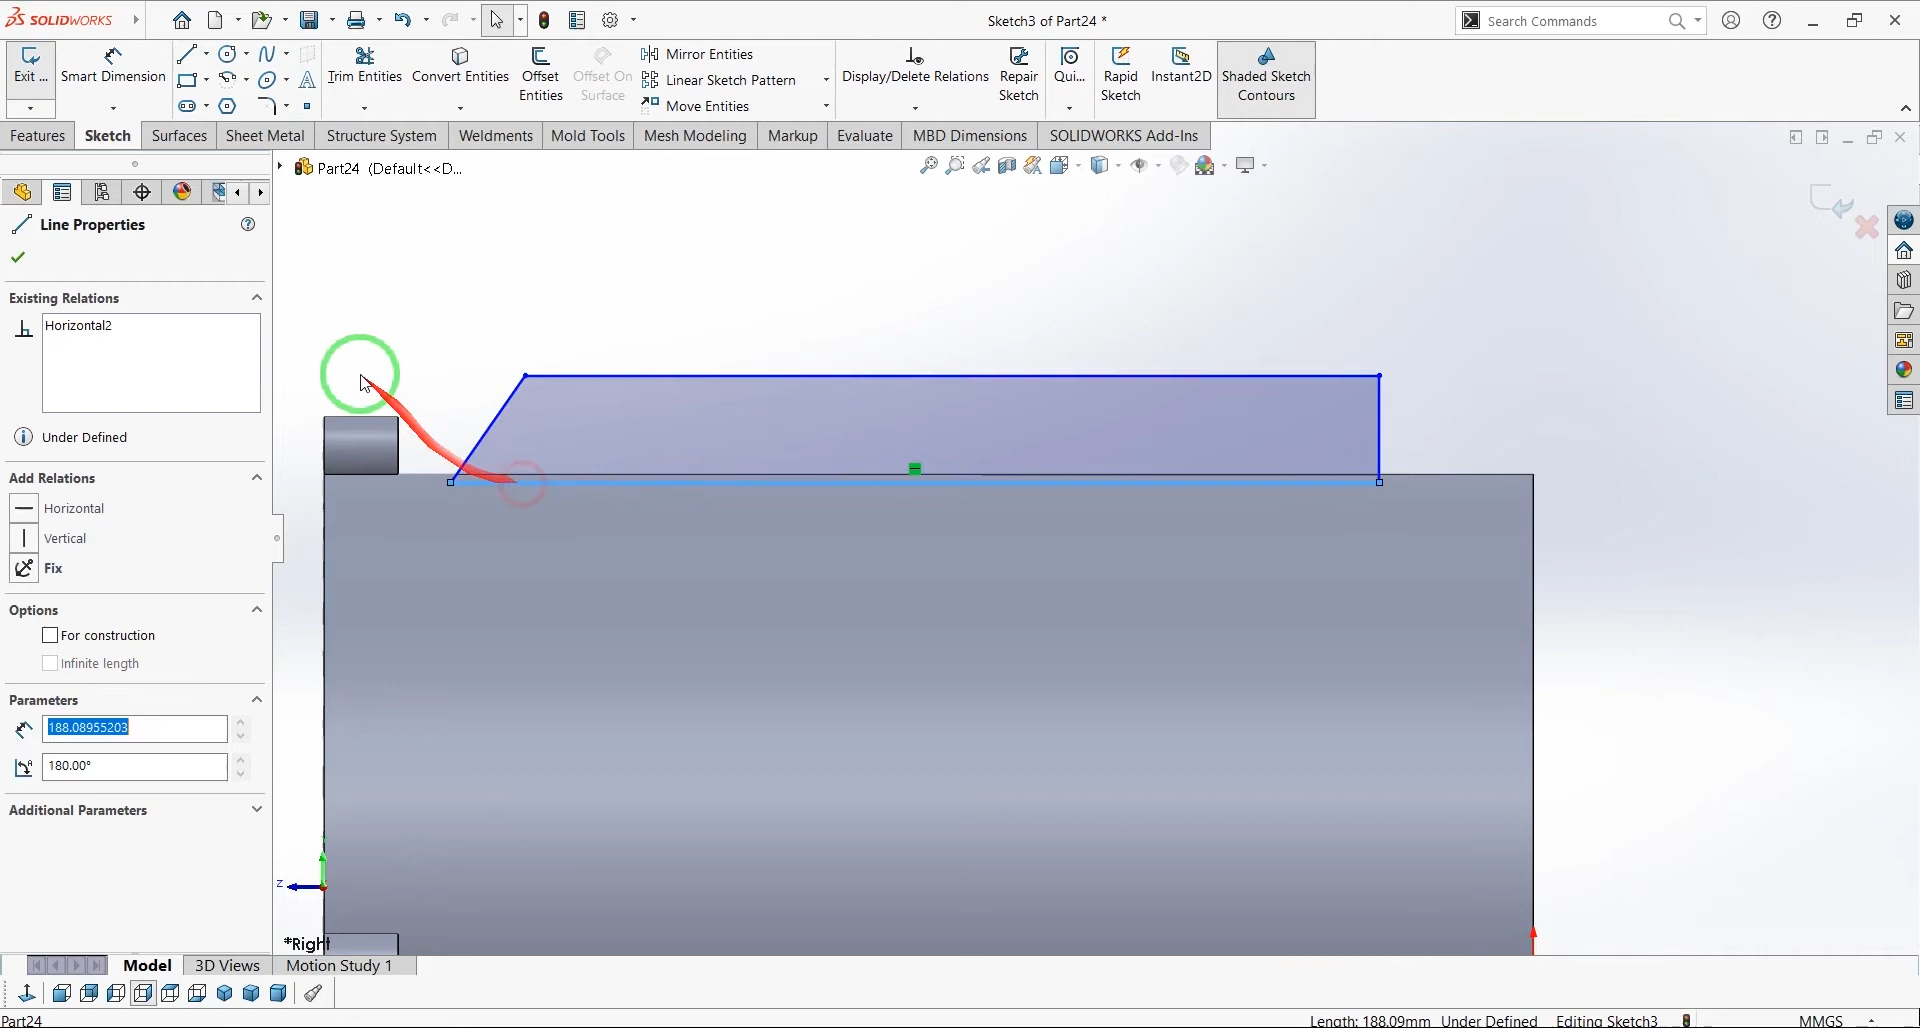 SOLIDWORKS
Sketch3 of Part24 *
Search Commands
Exit ...
Smart Dimension
Trim Entities
Convert Entities
Offset Entities
Offset On Surface
Mirror Entities
Linear Sketch Pattern
Move Entities
Display/Delete Relations
Repair Sketch
Qui...
Rapid Sketch
Instant2D
Shaded Sketch Contours
Features Sketch Surfaces Sheet Metal Structure System Weldments Mold Tools Mesh Modeling Markup Evaluate MBD Dimensions SOLIDWORKS Add-Ins
Part24 (Default<<D...
Line Properties
Existing Relations
Horizontal2
Under Defined
Add Relations
Horizontal
Vertical
Fix
Options
For construction
Infinite length
Parameters
188.08955203
180.00°
Additional Parameters
Z
*Right
Model 3D Views Motion Study 1
Part24
Length: 188.09mm Under Defined Editing Sketch3 MMGS